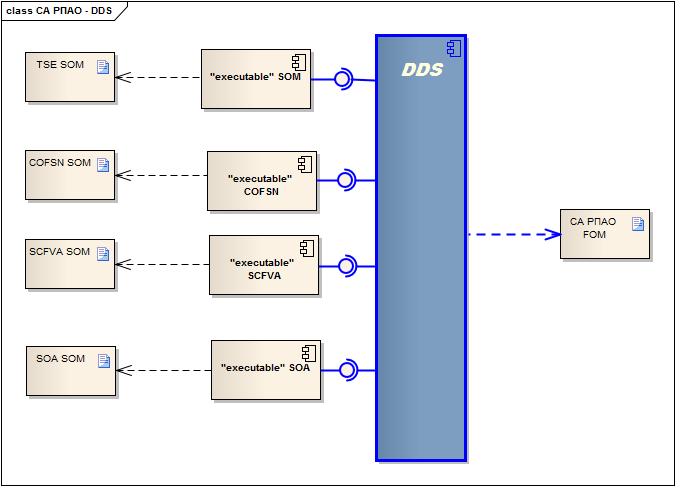 class СА РПАО - DDS
TSE SOM
"executable" SOM
DDS
COFSN SOM
"executable"
COFSN
СА РПАО
FOM
SCFVA SOM
"executable"
SCFVA
SOA SOM
"executable" SOA